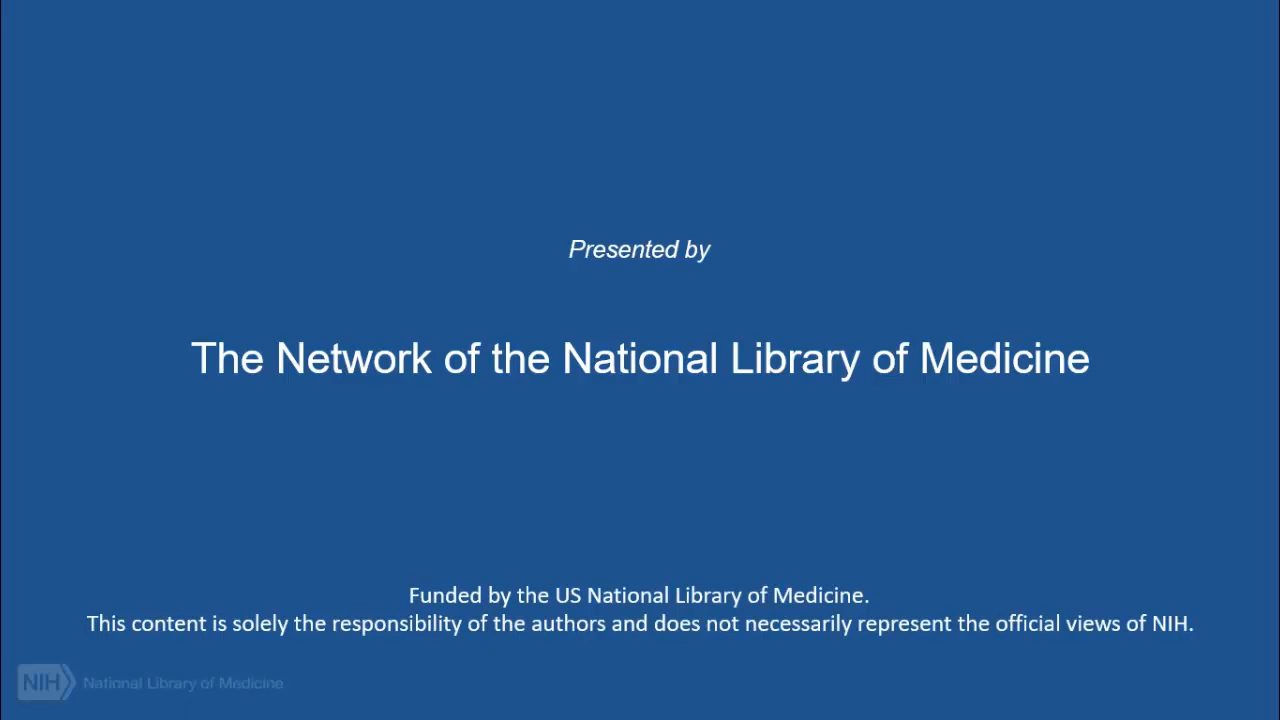 Presented by
The Network of the National Library of Medicine
Funded by the US National Library of Medicine.
This content is solely the responsibility of the authors and does not necessarily represent the official views of NIH.
NIH National Library of Medicine